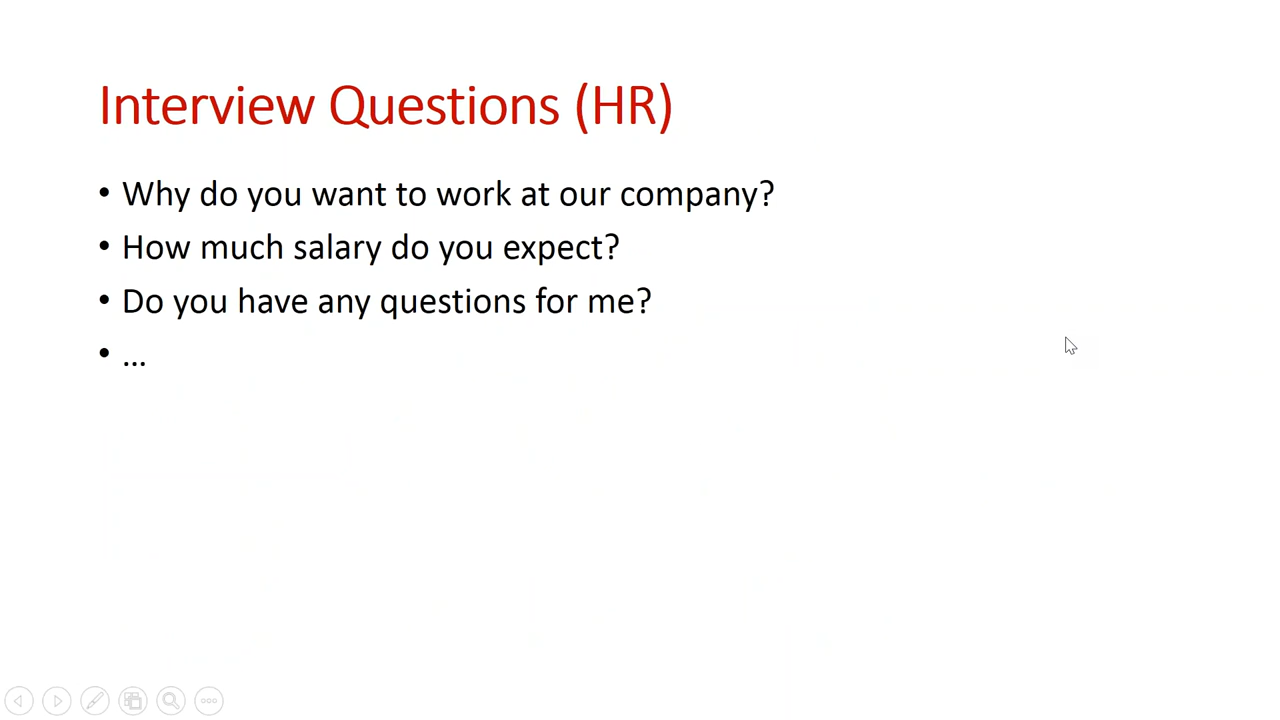 Interview Questions (HR)
• Why do you want to work at our company?
• How much salary do you expect?
• Do you have any questions for me?
• ...